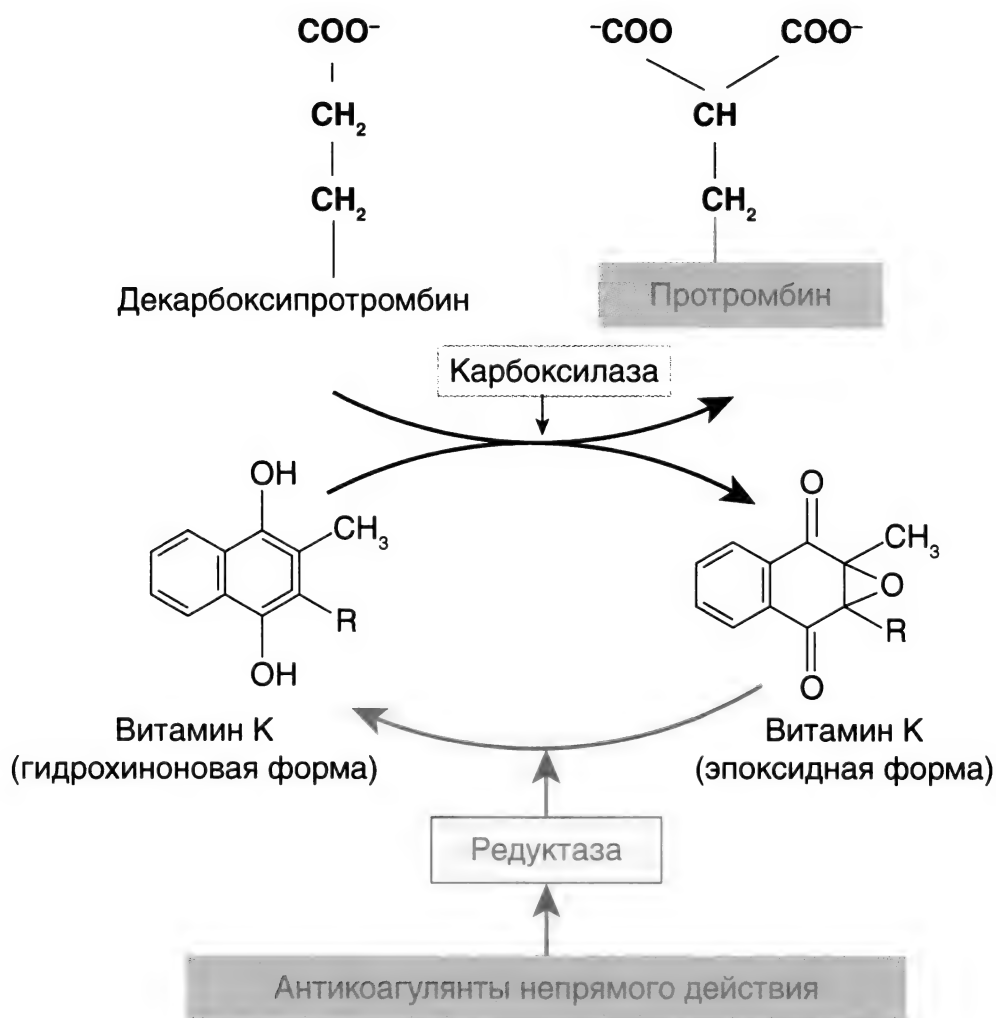 COO⁻
⁻COO COO⁻
CH₂
CH
CH₂
CH₂
Декарбоксипротромбин
Протромбин
Карбоксилаза
OH
CH₃
R
OH
O
CH₃
O
R
O
Витамин К
(гидрохиноновая форма)
Витамин К
(эпоксидная форма)
Редуктаза
Антикоагулянты непрямого действия